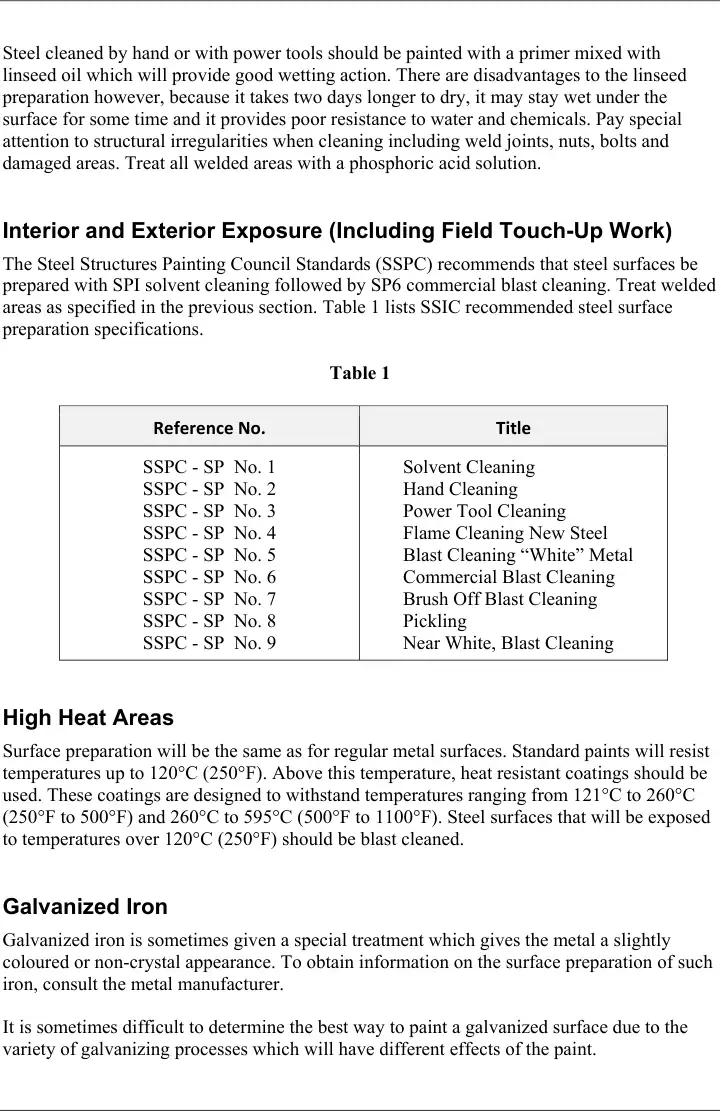 Steel cleaned by hand or with power tools should be painted with a primer mixed with
linseed oil which will provide good wetting action. There are disadvantages to the linseed
preparation however, because it takes two days longer to dry, it may stay wet under the
surface for some time and it provides poor resistance to water and chemicals. Pay special
attention to structural irregularities when cleaning including weld joints, nuts, bolts and
damaged areas. Treat all welded areas with a phosphoric acid solution.
Interior and Exterior Exposure (Including Field Touch-Up Work)
The Steel Structures Painting Council Standards (SSPC) recommends that steel surfaces be
prepared with SPI solvent cleaning followed by SP6 commercial blast cleaning. Treat welded
areas as specified in the previous section. Table 1 lists SSIC recommended steel surface
preparation specifications.
Table 1
Reference No. Title
SSPC - SP No. 1 Solvent Cleaning
SSPC - SP No. 2 Hand Cleaning
SSPC - SP No. 3 Power Tool Cleaning
SSPC - SP No. 4 Flame Cleaning New Steel
SSPC - SP No. 5 Blast Cleaning “White” Metal
SSPC - SP No. 6 Commercial Blast Cleaning
SSPC - SP No. 7 Brush Off Blast Cleaning
SSPC - SP No. 8 Pickling
SSPC - SP No. 9 Near White, Blast Cleaning
High Heat Areas
Surface preparation will be the same as for regular metal surfaces. Standard paints will resist
temperatures up to 120°C (250°F). Above this temperature, heat resistant coatings should be
used. These coatings are designed to withstand temperatures ranging from 121°C to 260°C
(250°F to 500°F) and 260°C to 595°C (500°F to 1100°F). Steel surfaces that will be exposed
to temperatures over 120°C (250°F) should be blast cleaned.
Galvanized Iron
Galvanized iron is sometimes given a special treatment which gives the metal a slightly
coloured or non-crystal appearance. To obtain information on the surface preparation of such
iron, consult the metal manufacturer.
It is sometimes difficult to determine the best way to paint a galvanized surface due to the
variety of galvanizing processes which will have different effects of the paint.